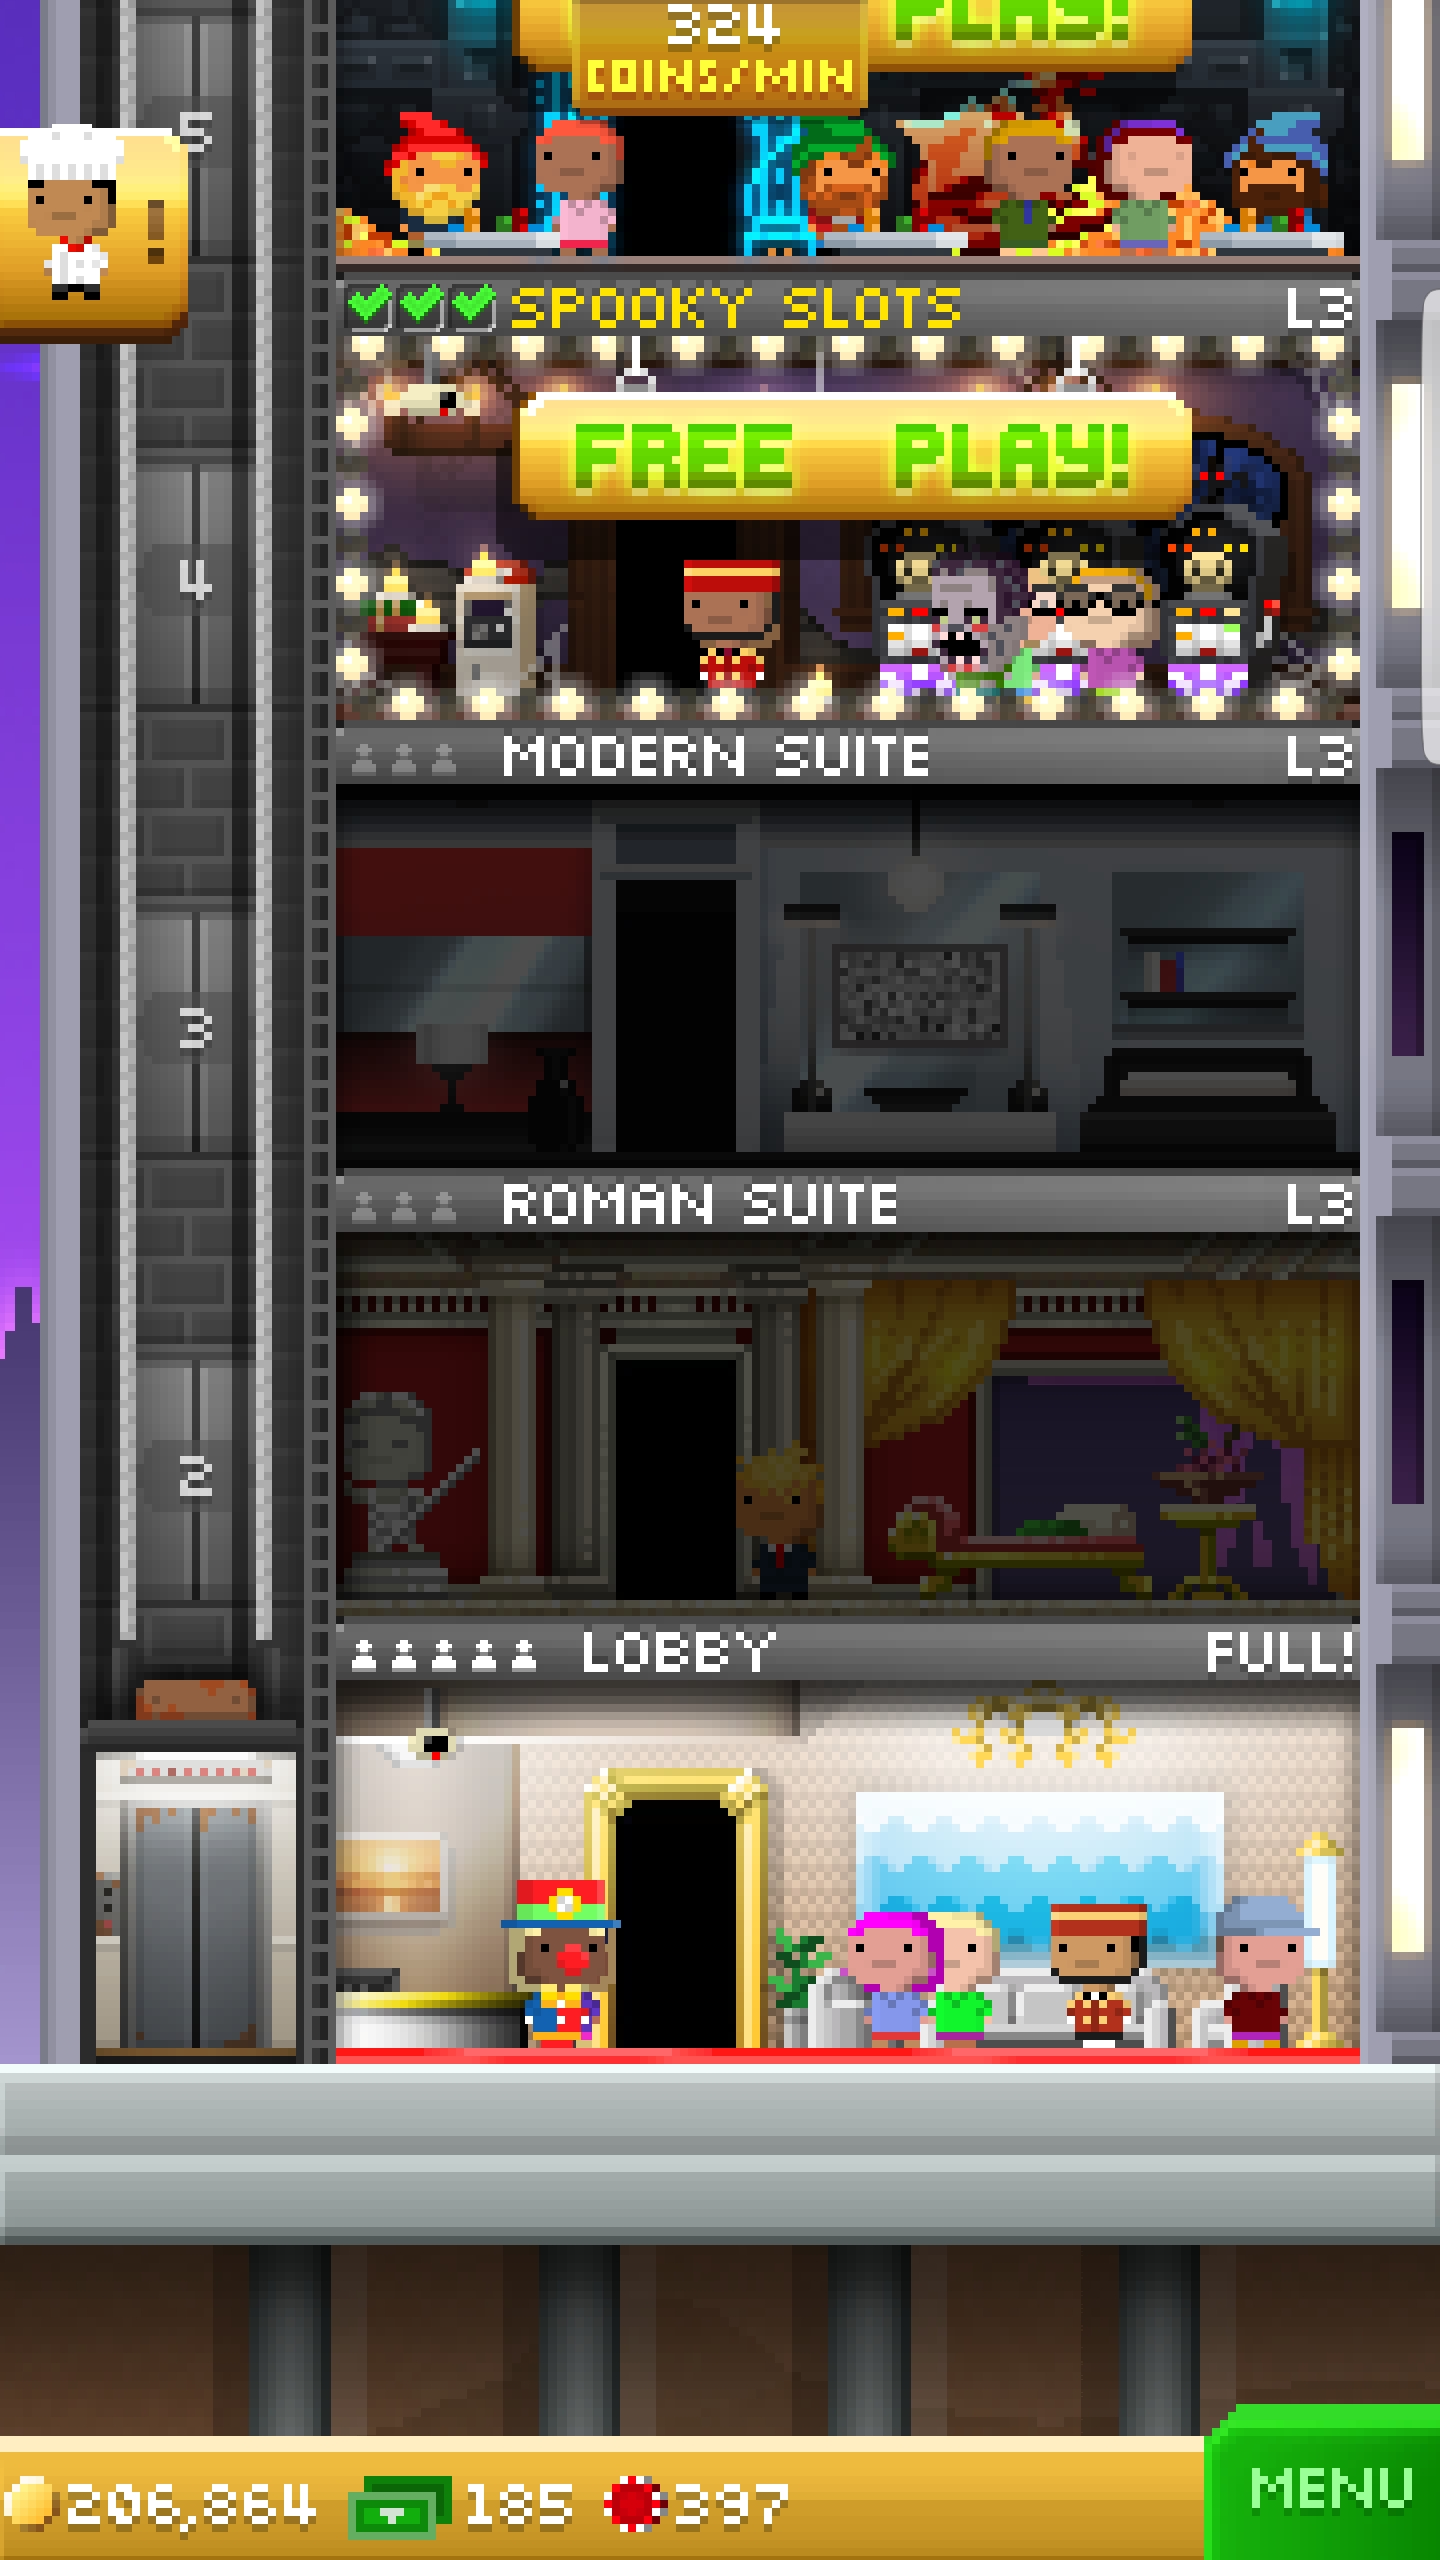 PLAY!
324
COINS/MIN
5
!
SPOOKY SLOTS L3
FREE PLAY!
4
MODERN SUITE L3
3
ROMAN SUITE L3
2
LOBBY FULL!
206,864 185 397
MENU